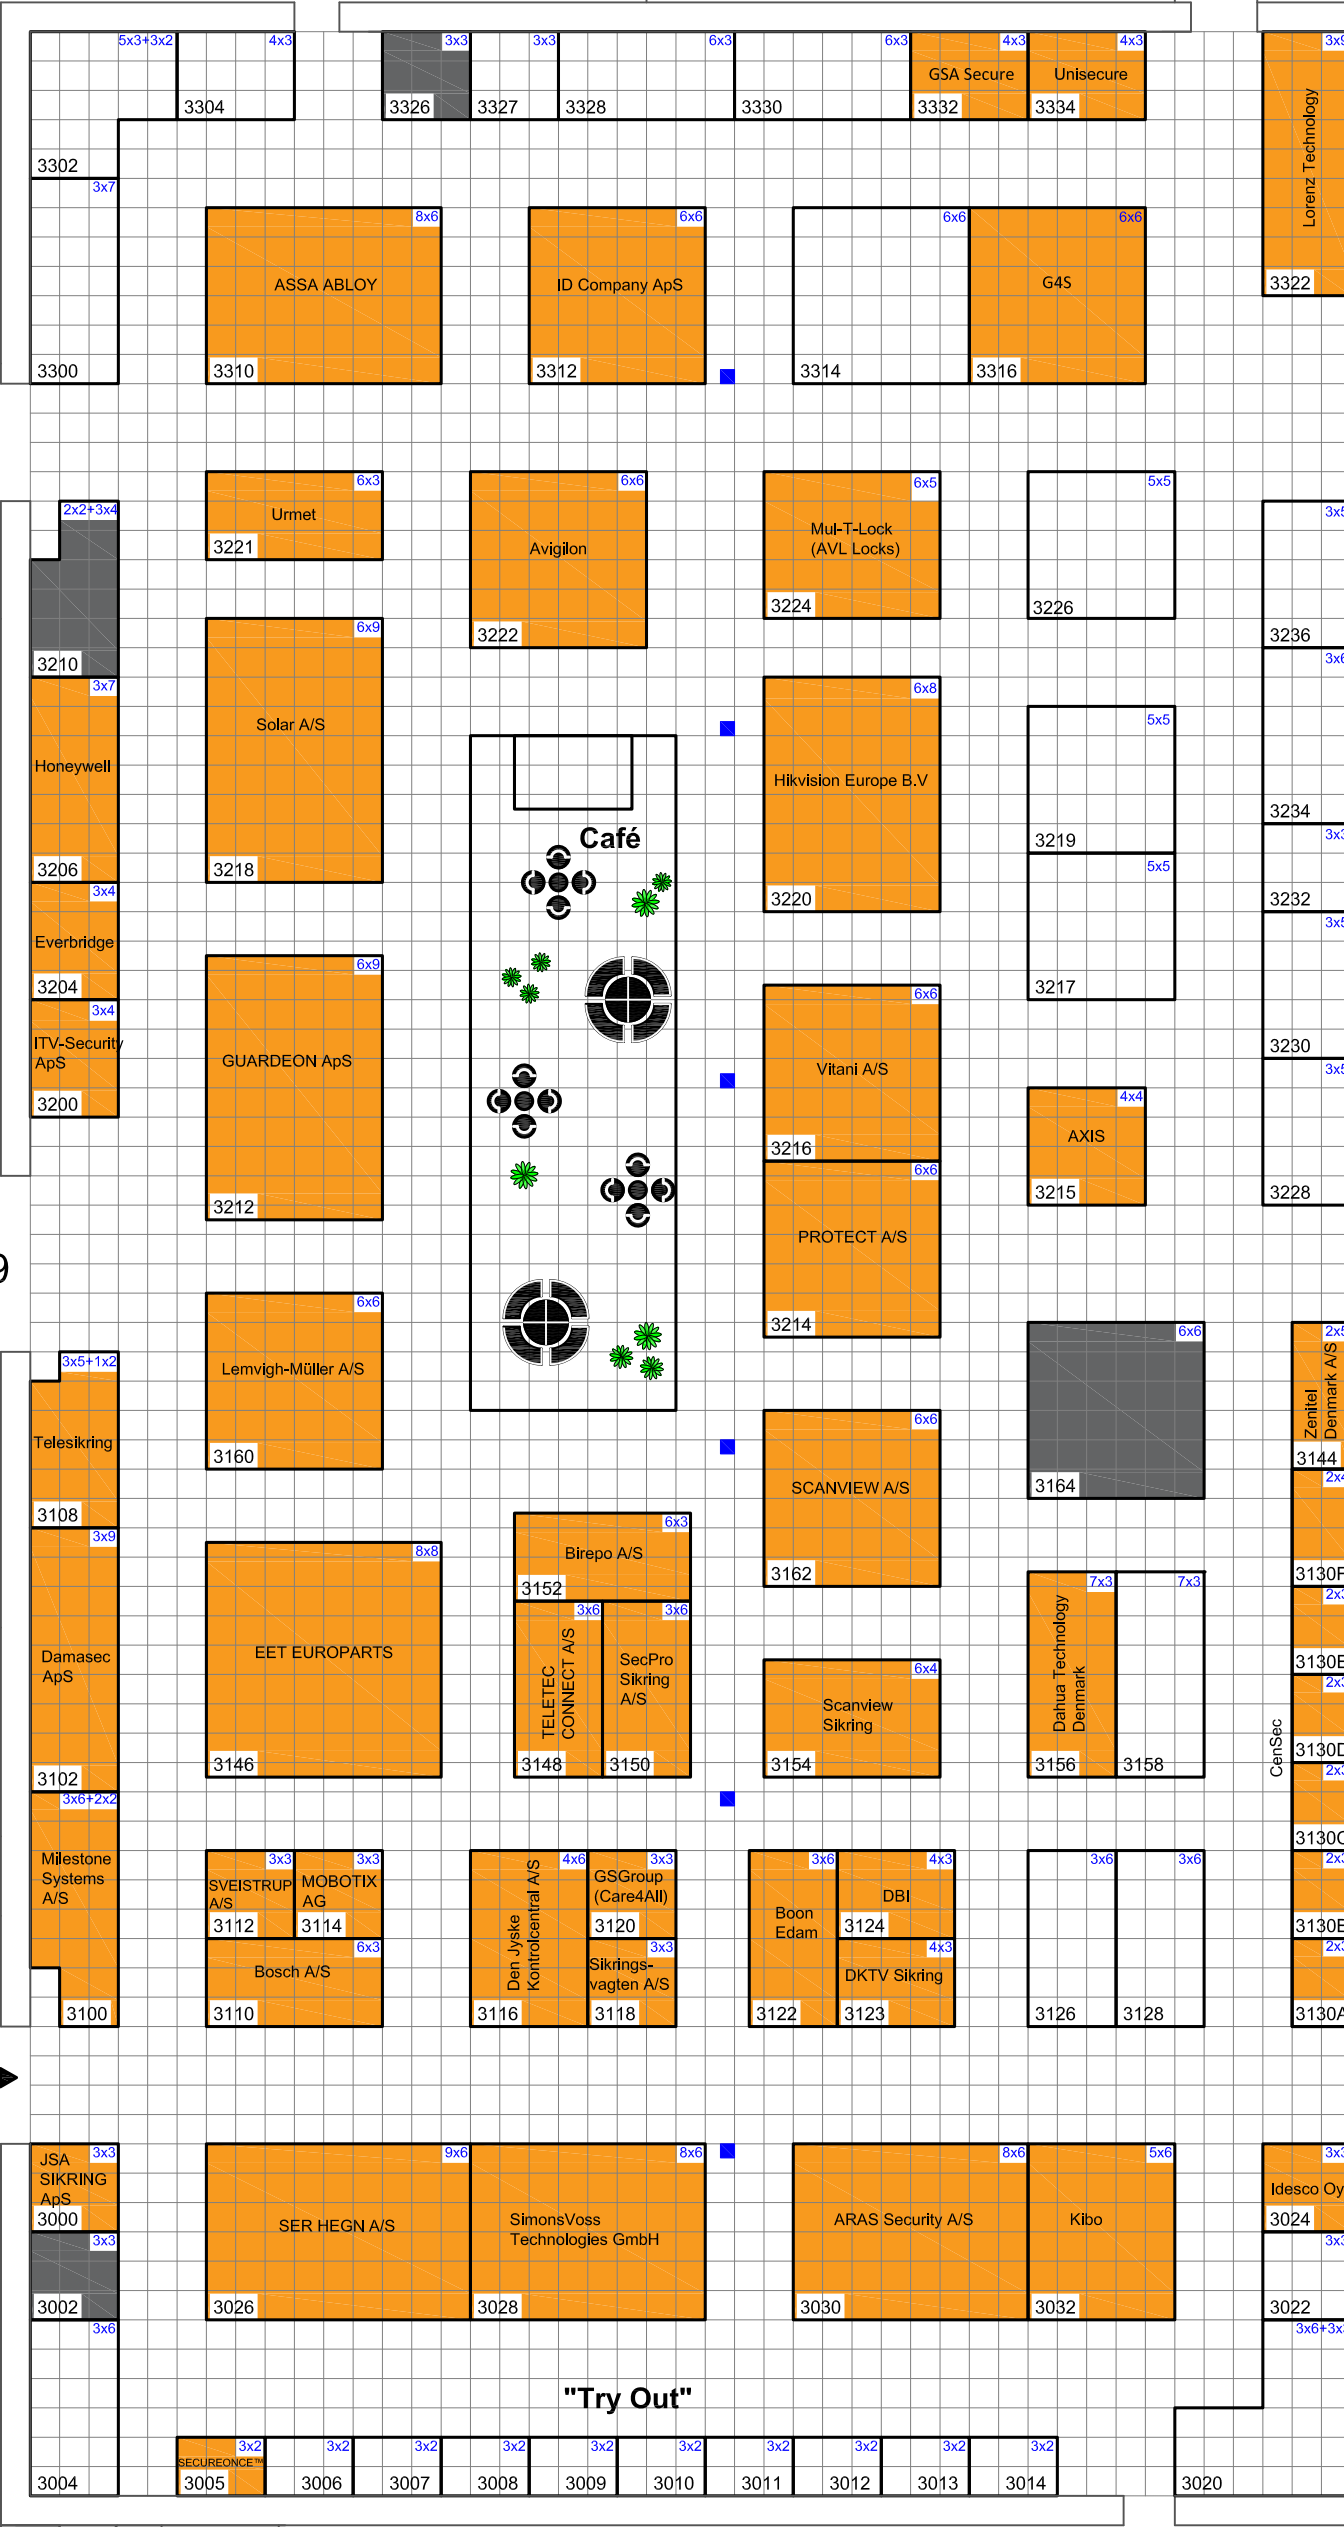 5x3+3x2
4x3
3x3
3x3
6x3
6x3
4x3
4x3
GSA Secure
Unisecure
3304
3326
3327
3328
3330
3332
3334
3302
3x7
Lorenz Technology
3322
8x6
6x6
6x6
6x6
ASSA ABLOY
ID Company ApS
G4S
3300
3310
3312
3314
3316
6x3
6x6
6x5
5x5
2x2+3x4
Urmet
3221
Avigilon
Mul-T-Lock
(AVL Locks)
3224
3226
3222
3236
3210
3x7
6x9
6x8
5x5
Solar A/S
Honeywell
Hikvision Europe B.V
3234
Café
3219
5x5
3206
3218
3220
3232
3x4
Everbridge
3204
6x9
6x6
3217
3x4
ITV-Security
ApS
GUARDEON ApS
Vitani A/S
3230
3200
4x4
AXIS
3216
6x6
3212
3215
3228
PROTECT A/S
9
3214
6x6
6x6
3x5+1x2
Lemvigh-Müller A/S
Zenitel
Denmark A/S
3144
Telesikring
3160
6x6
SCANVIEW A/S
3164
3108
3x9
8x8
6x3
Birepo A/S
3152
3162
7x3
7x3
3x6
3x6
EET EUROPARTS
TELETEC
CONNECT A/S
SecPro
Sikring
A/S
Damasec
ApS
6x4
Scanview
Sikring
Dahua Technology
Denmark
CenSec
3130D
3102
3146
3148
3150
3154
3156
3158
3x6+2x2
Milestone
Systems
A/S
3x3
3x3
4x6
3x3
3x6
4x3
3x6
3x6
SVEISTRUP
A/S
MOBOTIX
AG
Den Jyske
Kontrolcentral A/S
GSGroup
(Care4All)
Boon
Edam
DBI
3112
3114
3120
3124
6x3
3x3
4x3
Bosch A/S
Sikrings-
vagten A/S
DKTV Sikring
3100
3110
3116
3118
3122
3123
3126
3128
3130A
3x3
9x6
8x6
8x6
5x6
JSA
SIKRING
ApS
3000
SER HEGN A/S
SimonsVoss
Technologies GmbH
ARAS Security A/S
Kibo
Idesco Oy
3024
3x3
3002
3026
3028
3030
3032
3022
3x6
"Try Out"
3x2
3x2
3x2
3x2
3x2
3x2
3x2
3x2
3x2
3x2
SECUREONCE™
3004
3005
3006
3007
3008
3009
3010
3011
3012
3013
3014
3020